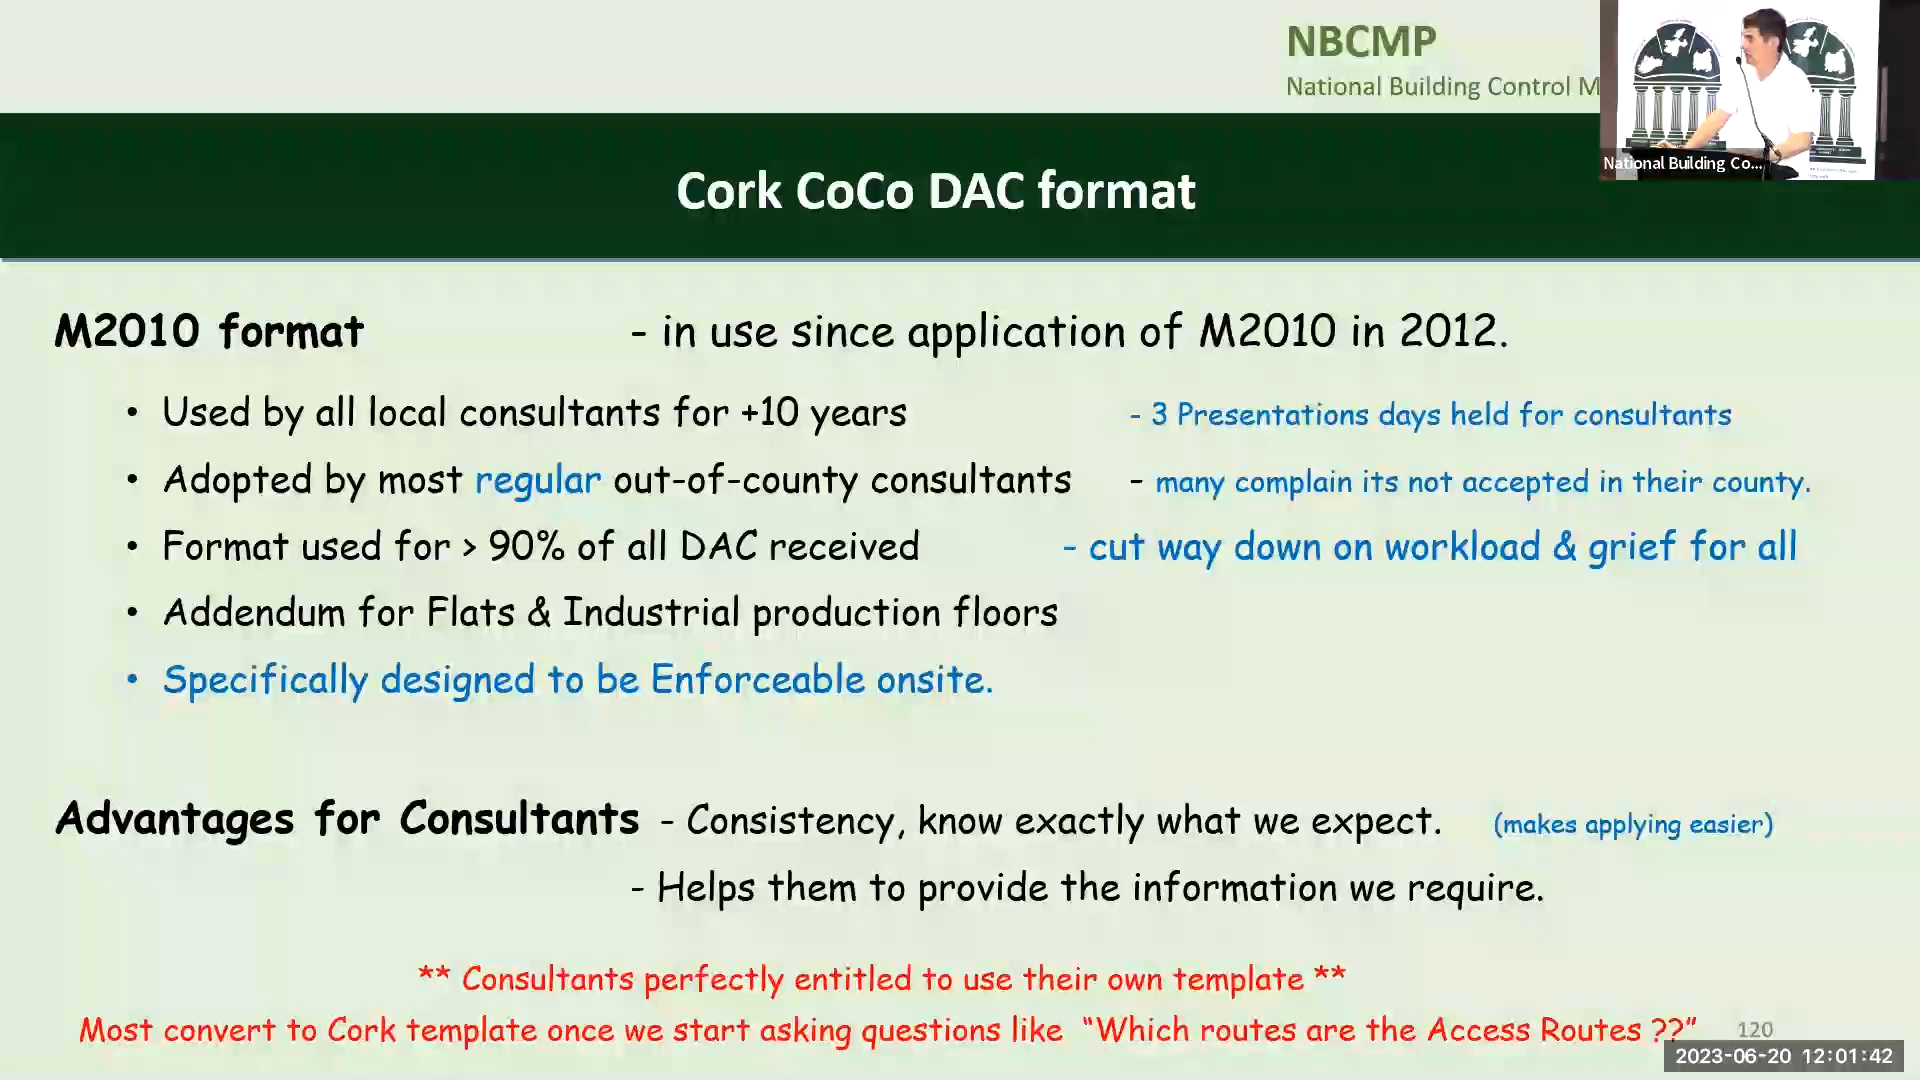 NBCMP
National Building Control M
National Building Co...
Cork CoCo DAC format
M2010 format - in use since application of M2010 in 2012.
• Used by all local consultants for +10 years - 3 Presentations days held for consultants
• Adopted by most regular out-of-county consultants - many complain its not accepted in their county.
• Format used for > 90% of all DAC received - cut way down on workload & grief for all
• Addendum for Flats & Industrial production floors
• Specifically designed to be Enforceable onsite.
Advantages for Consultants - Consistency, know exactly what we expect. (makes applying easier)
- Helps them to provide the information we require.
** Consultants perfectly entitled to use their own template **
Most convert to Cork template once we start asking questions like “Which routes are the Access Routes ??”
120
2023-06-20 12:01:42